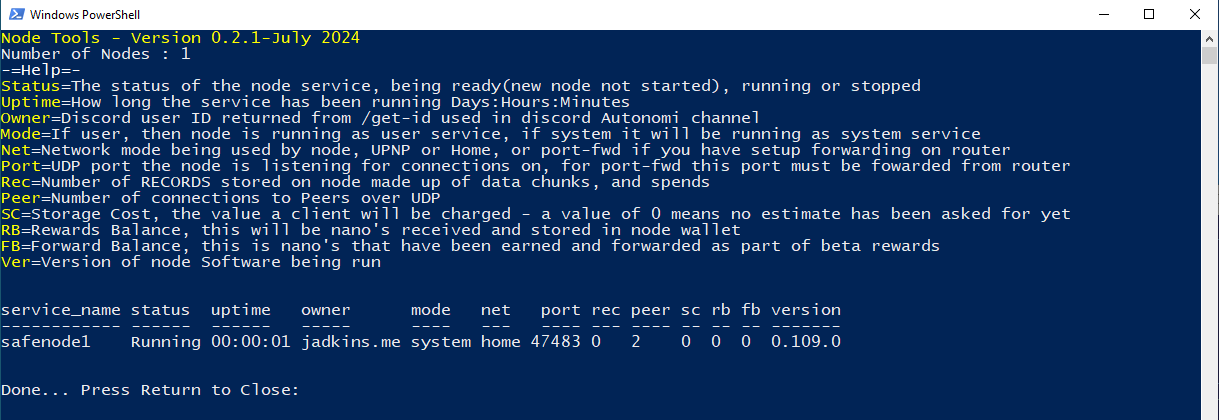 Windows PowerShell
Node Tools - Version 0.2.1-July 2024
Number of Nodes : 1
-=Help=-
Status=The status of the node service, being ready(new node not started), running or stopped
Uptime=How long the service has been running Days:Hours:Minutes
Owner=Discord user ID returned from /get-id used in discord Autonomi channel
Mode=If user, then node is running as user service, if system it will be running as system service
Net=Network mode being used by node, UPNP or Home, or port-fwd if you have setup forwarding on router
Port=UDP port the node is listening for connections on, for port-fwd this port must be fowarded from router
Rec=Number of RECORDS stored on node made up of data chunks, and spends
Peer=Number of connections to Peers over UDP
SC=Storage Cost, the value a client will be charged - a value of 0 means no estimate has been asked for yet
RB=Rewards Balance, this will be nano's received and stored in node wallet
FB=Forward Balance, this is nano's that have been earned and forwarded as part of beta rewards
Ver=Version of node Software being run
service_name status  uptime   owner      mode   net   port rec peer sc rb fb version
------------ ------  ------   -----      ----   ---   ---- --- ---- -- -- -- -------
safenode1    Running 00:00:01 jadkins.me system home 47483 0   2    0  0  0  0.109.0
Done... Press Return to Close: